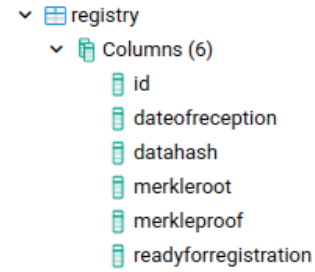 registry
Columns (6)
id
dateofreception
datahash
merkleroot
merkleproof
readyforregistration